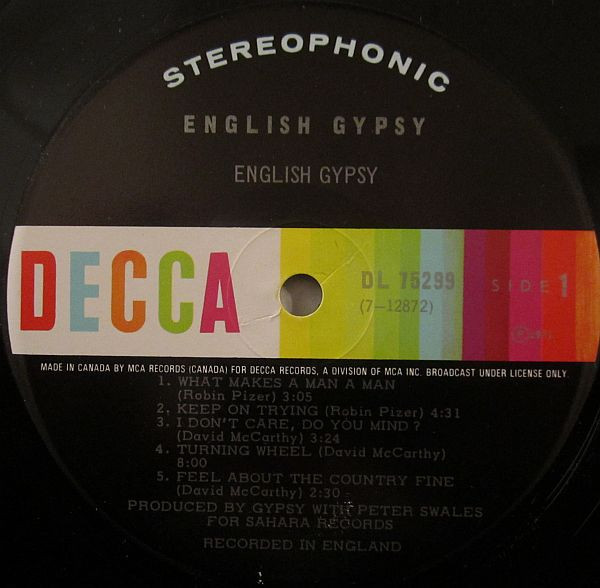 STEREOPHONIC
ENGLISH GYPSY
ENGLISH GYPSY
DECCA
DL 75299
SIDE 1
(7-12872)
MADE IN CANADA BY MCA RECORDS (CANADA) FOR DECCA RECORDS, A DIVISION OF MCA INC. BROADCAST UNDER LICENSE ONLY.
1. WHAT MAKES A MAN A MAN
(Robin Pizer) 3:05
2. KEEP ON TRYING (Robin Pizer) 4:31
3. I DON'T CARE, DO YOU MIND?
(David McCarthy) 3:24
4. TURNING WHEEL (David McCarthy)
8:00
5. FEEL ABOUT THE COUNTRY FINE
(David McCarthy) 2:30
PRODUCED BY GYPSY WITH PETER SWALES
FOR SAHARA RECORDS
RECORDED IN ENGLAND